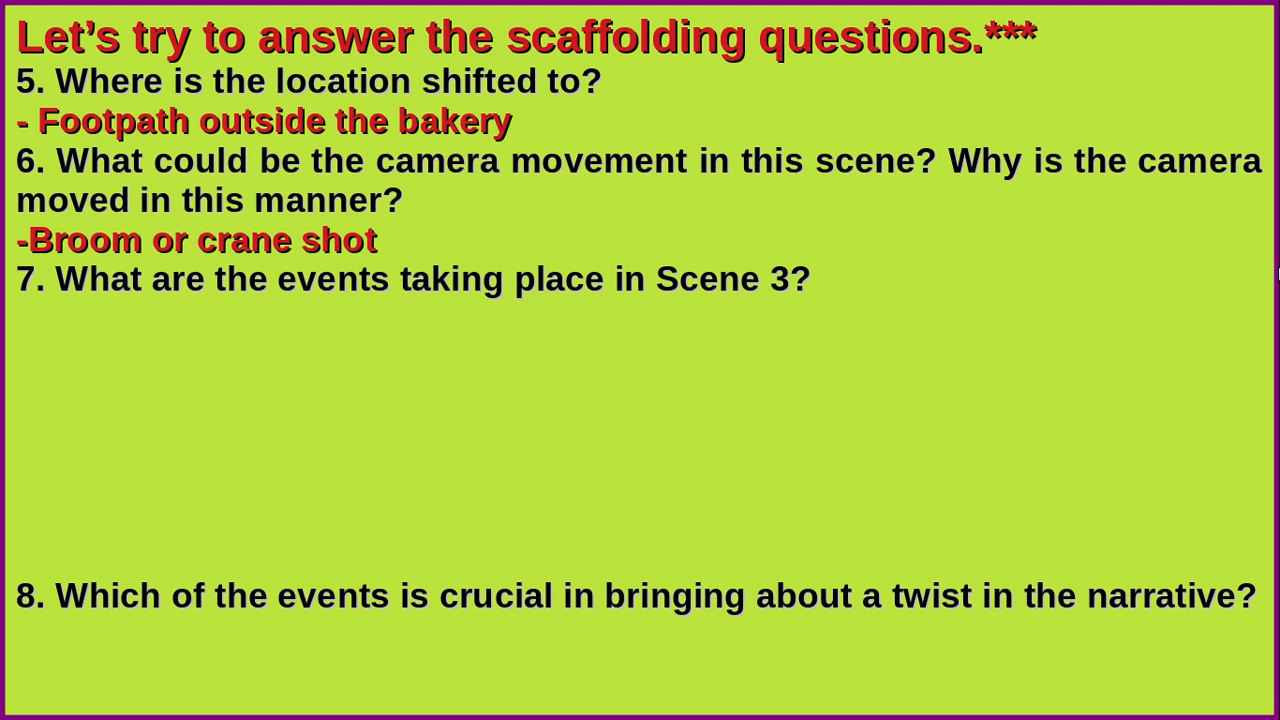 Let’s try to answer the scaffolding questions.***
5. Where is the location shifted to?
- Footpath outside the bakery
6. What could be the camera movement in this scene? Why is the camera
moved in this manner?
-Broom or crane shot
7. What are the events taking place in Scene 3?
8. Which of the events is crucial in bringing about a twist in the narrative?